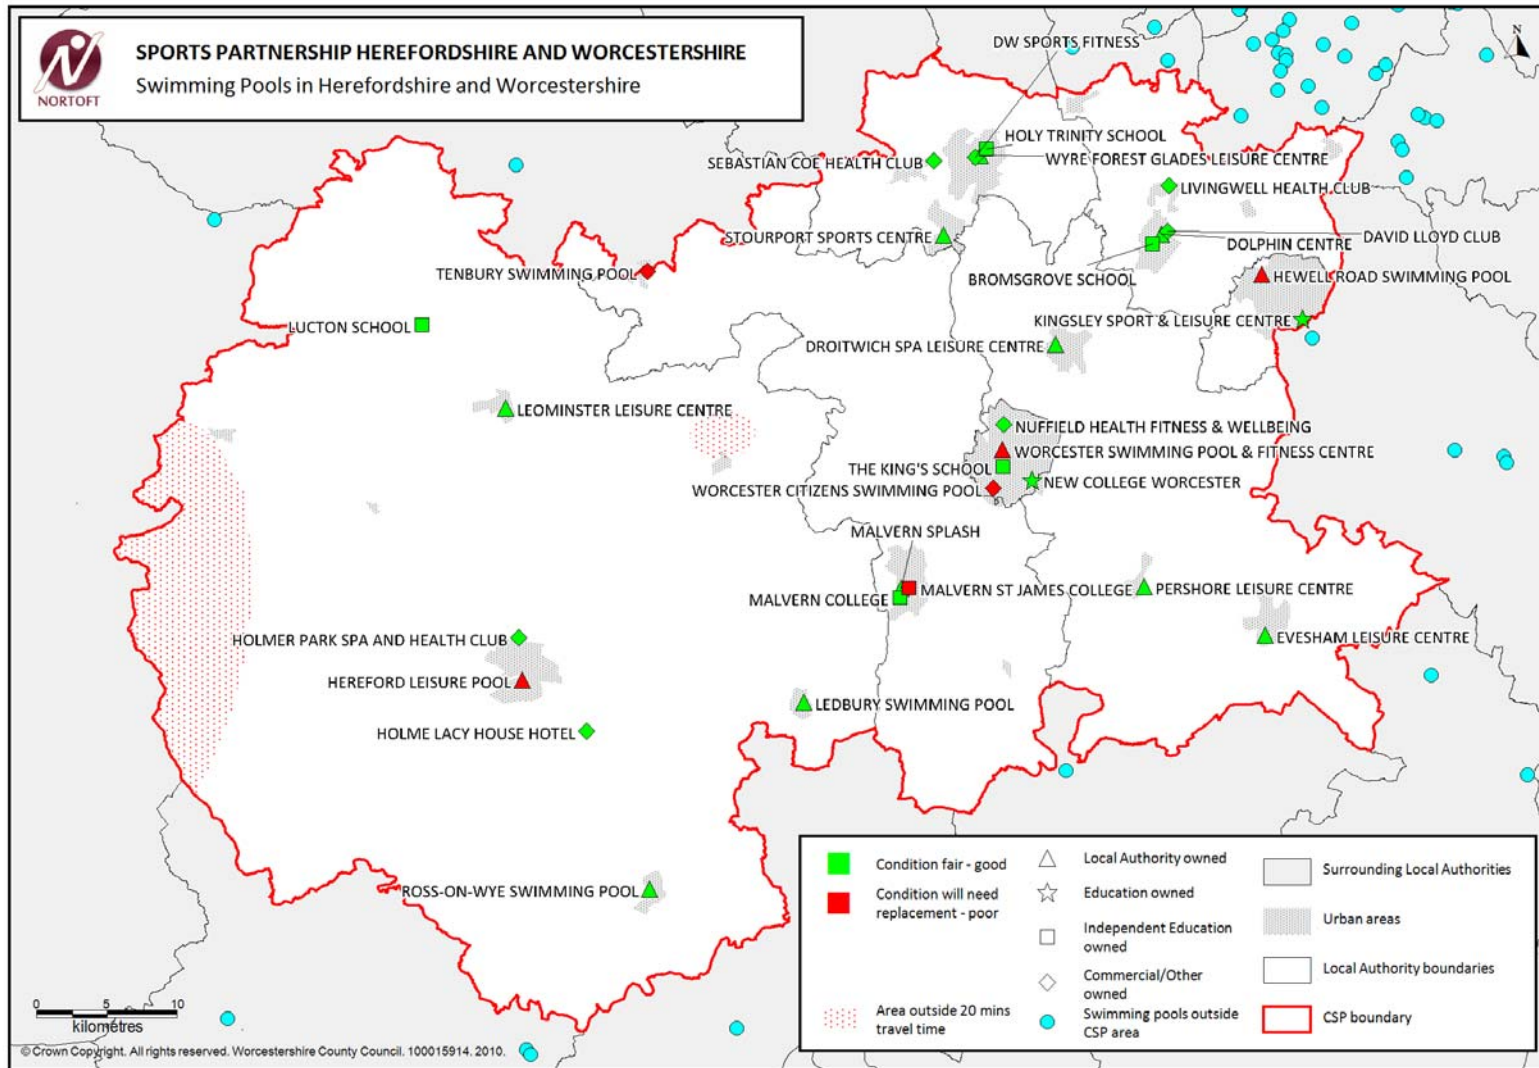 SPORTS PARTNERSHIP HEREFORDSHIRE AND WORCESTERSHIRE
Swimming Pools in Herefordshire and Worcestershire
NORTOFT
N
DW SPORTS FITNESS
HOLY TRINITY SCHOOL
SEBASTIAN COE HEALTH CLUB
WYRE FOREST GLADES LEISURE CENTRE
LIVINGWELL HEALTH CLUB
STOURPORT SPORTS CENTRE
DAVID LLOYD CLUB
DOLPHIN CENTRE
TENBURY SWIMMING POOL
BROMSGROVE SCHOOL
HEWELL ROAD SWIMMING POOL
LUCTON SCHOOL
KINGSLEY SPORT & LEISURE CENTRE
DROITWICH SPA LEISURE CENTRE
LEOMINSTER LEISURE CENTRE
NUFFIELD HEALTH FITNESS & WELLBEING
WORCESTER SWIMMING POOL & FITNESS CENTRE
THE KING'S SCHOOL
WORCESTER CITIZENS SWIMMING POOL
NEW COLLEGE WORCESTER
MALVERN SPLASH
MALVERN COLLEGE
MALVERN ST JAMES COLLEGE
PERSHORE LEISURE CENTRE
HOLMER PARK SPA AND HEALTH CLUB
EVESHAM LEISURE CENTRE
HEREFORD LEISURE POOL
LEDBURY SWIMMING POOL
HOLME LACY HOUSE HOTEL
ROSS-ON-WYE SWIMMING POOL
Condition fair - good
Condition will need
replacement - poor
Area outside 20 mins
travel time
Local Authority owned
Education owned
Independent Education
owned
Commercial/Other
owned
Swimming pools outside
CSP area
Surrounding Local Authorities
Urban areas
Local Authority boundaries
CSP boundary
0 5 10
kilometres
© Crown Copyright. All rights reserved. Worcestershire County Council. 100015914. 2010.